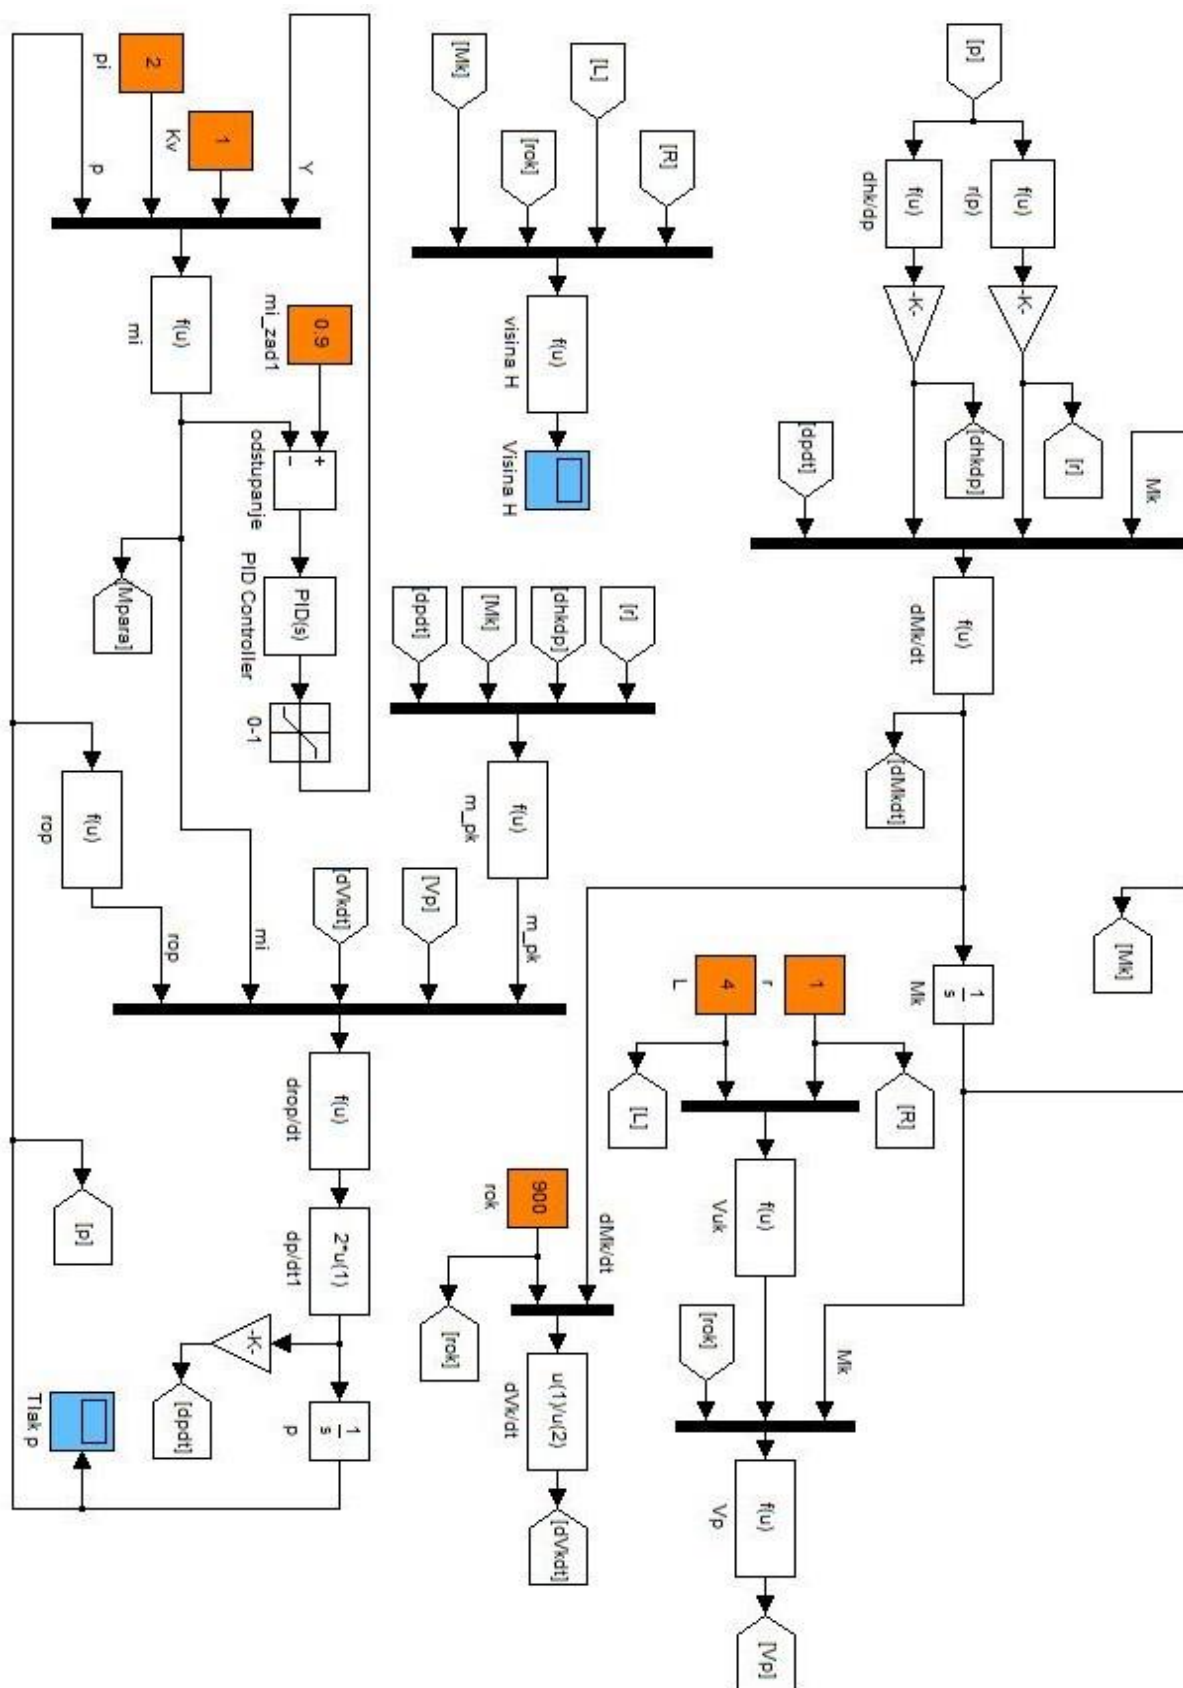 [Mk]
Mk
[r]
[R]
[p]
f(u)
r(p)
-K-
1
r
Mk
[dhkdp]
f(u)
dMk/dt
1
s
Mk
f(u)
dhk/dp
-K-
[dMkdt]
4
L
f(u)
Vuk
f(u)
Vp
[Vp]
[dpdt]
[L]
[rok]
[R]
[r]
dMk/dt
[L]
[dhkdp]
900
rok
u(1)/u(2)
dVk/dt
[dVkdt]
[rok]
f(u)
visina H
Visina H
[Mk]
f(u)
m_pk
m_pk
[Mk]
[dpdt]
[rok]
[Vp]
[dVkdt]
Y
0.9
mi_zad1
+
−
odstupanje
PID(s)
PID Controller
0-1
f(u)
drop/dt
2*u(1)
dp/dt1
1
s
p
1
Kv
mi
-K-
2
pi
f(u)
mi
rop
[dpdt]
p
[Mpara]
f(u)
rop
[p]
Tlak p